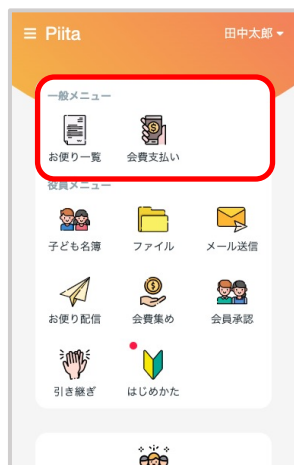 Piita
田中太郎
一般メニュー
お便り一覧 会費支払い
役員メニュー
子ども名簿 ファイル メール送信
お便り配信 会費集め 会員承認
引き継ぎ はじめかた